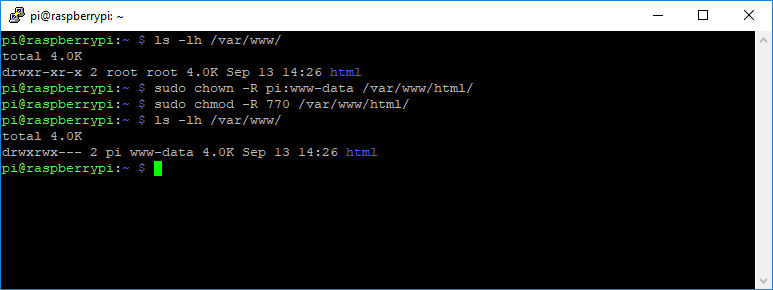 pi@raspberrypi: ~
pi@raspberrypi:~ $ ls -lh /var/www/
total 4.0K
drwxr-xr-x 2 root root 4.0K Sep 13 14:26 html
pi@raspberrypi:~ $ sudo chown -R pi:www-data /var/www/html/
pi@raspberrypi:~ $ sudo chmod -R 770 /var/www/html/
pi@raspberrypi:~ $ ls -lh /var/www/
total 4.0K
drwxrwx--- 2 pi www-data 4.0K Sep 13 14:26 html
pi@raspberrypi:~ $